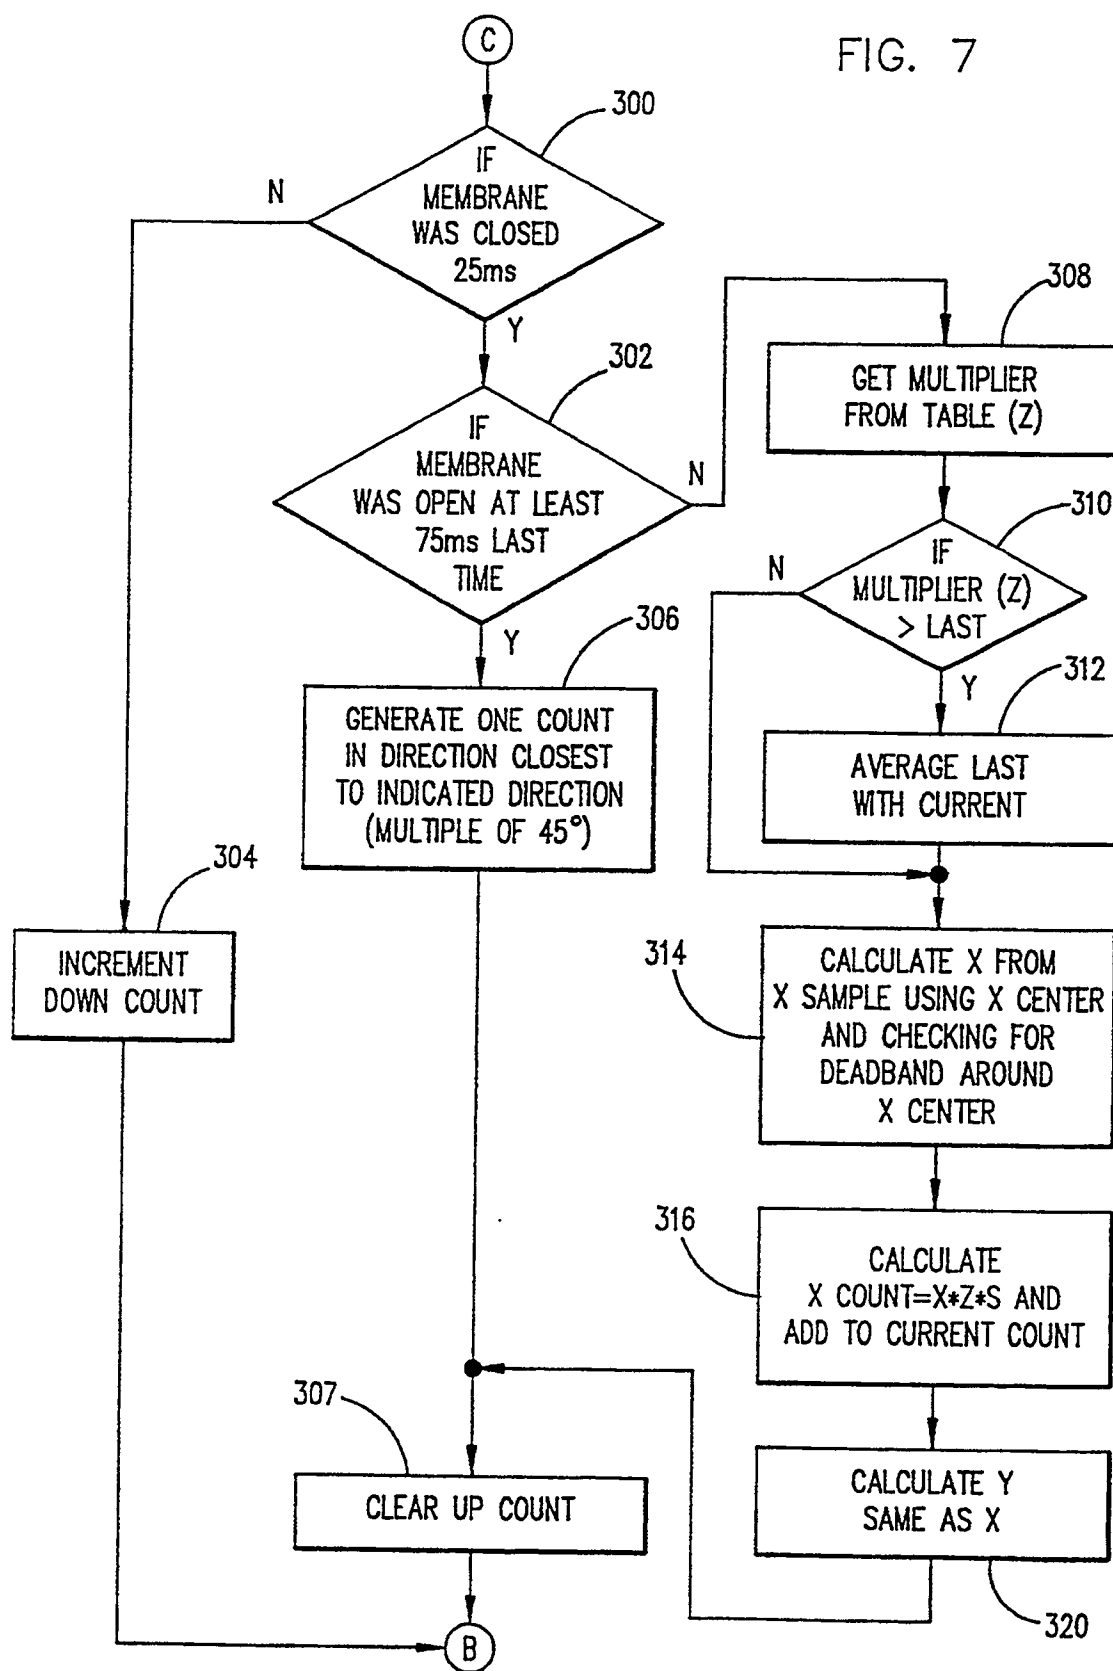 C
FIG. 7
300
IF
MEMBRANE
WAS CLOSED
25ms
N
Y
302
IF
MEMBRANE
WAS OPEN AT LEAST
75ms LAST
TIME
N
Y
308
GET MULTIPLIER
FROM TABLE (Z)
310
IF
MULTIPLIER (Z)
> LAST
N
Y
312
AVERAGE LAST
WITH CURRENT
306
GENERATE ONE COUNT
IN DIRECTION CLOSEST
TO INDICATED DIRECTION
(MULTIPLE OF 45°)
304
INCREMENT
DOWN COUNT
314
CALCULATE X FROM
X SAMPLE USING X CENTER
AND CHECKING FOR
DEADBAND AROUND
X CENTER
316
CALCULATE
X COUNT=X*Z*S AND
ADD TO CURRENT COUNT
307
CLEAR UP COUNT
CALCULATE Y
SAME AS X
320
B